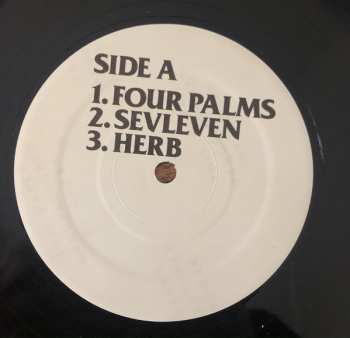 SIDE A
1. FOUR PALMS
2. SEVLEVEN
3. HERB